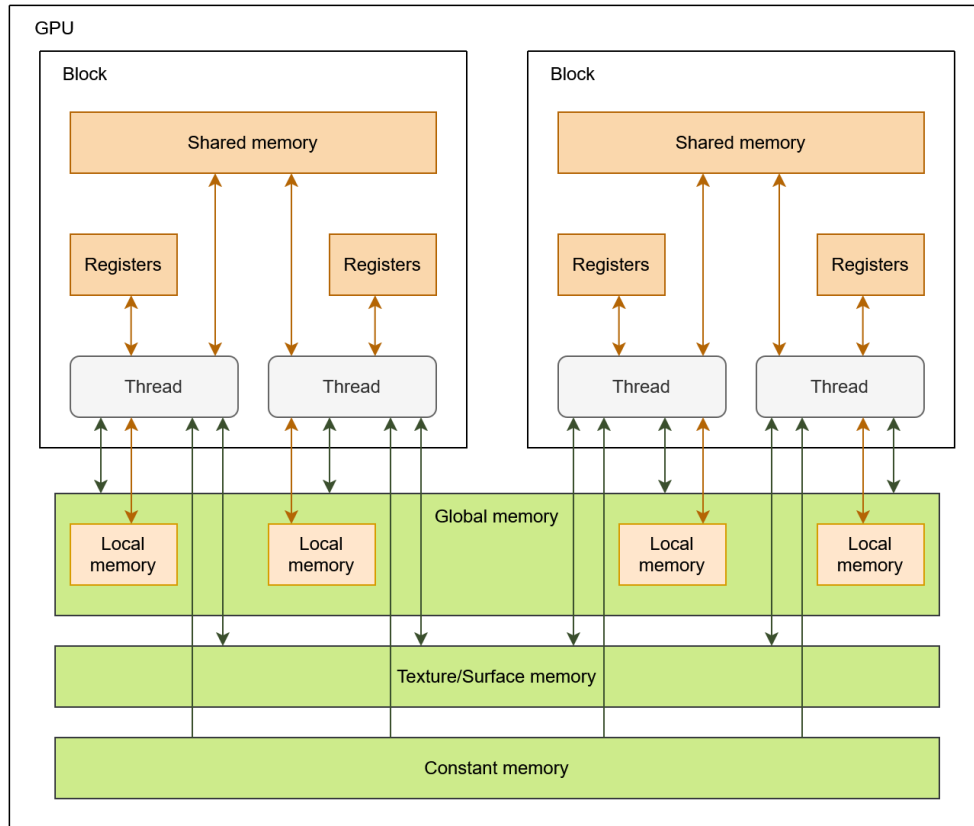 GPU
Block
Block
Shared memory
Shared memory
Registers
Registers
Registers
Registers
Thread
Thread
Thread
Thread
Global memory
Local
memory
Local
memory
Local
memory
Local
memory
Texture/Surface memory
Constant memory